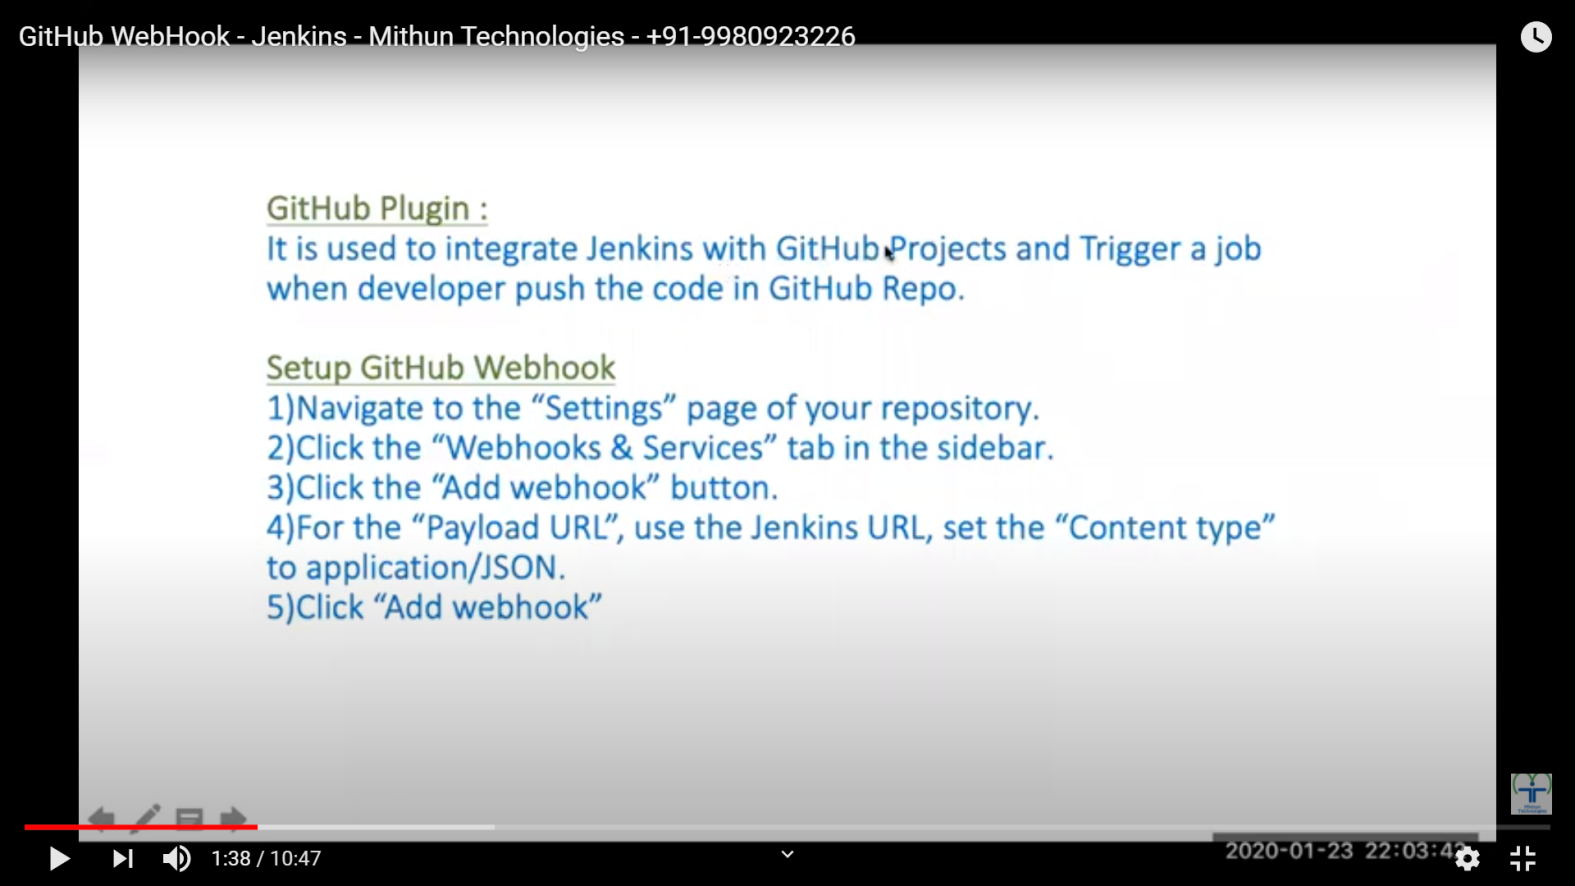 GitHub WebHook - Jenkins - Mithun Technologies - +91-9980923226
GitHub Plugin :
It is used to integrate Jenkins with GitHub Projects and Trigger a job
when developer push the code in GitHub Repo.
Setup GitHub Webhook
1)Navigate to the “Settings” page of your repository.
2)Click the “Webhooks & Services” tab in the sidebar.
3)Click the “Add webhook” button.
4)For the “Payload URL”, use the Jenkins URL, set the “Content type”
to application/JSON.
5)Click “Add webhook”
Mithun
Technologies
1:38 / 10:47
2020-01-23 22:03:42